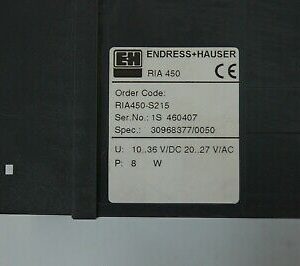 EH ENDRESS+HAUSER
RIA 450 CE
Order Code:
RIA450-S215
Ser.No.: 1S 460407
Spec.: 30968377/0050
U: 10..36 V/DC 20..27 V/AC
P: 8 W